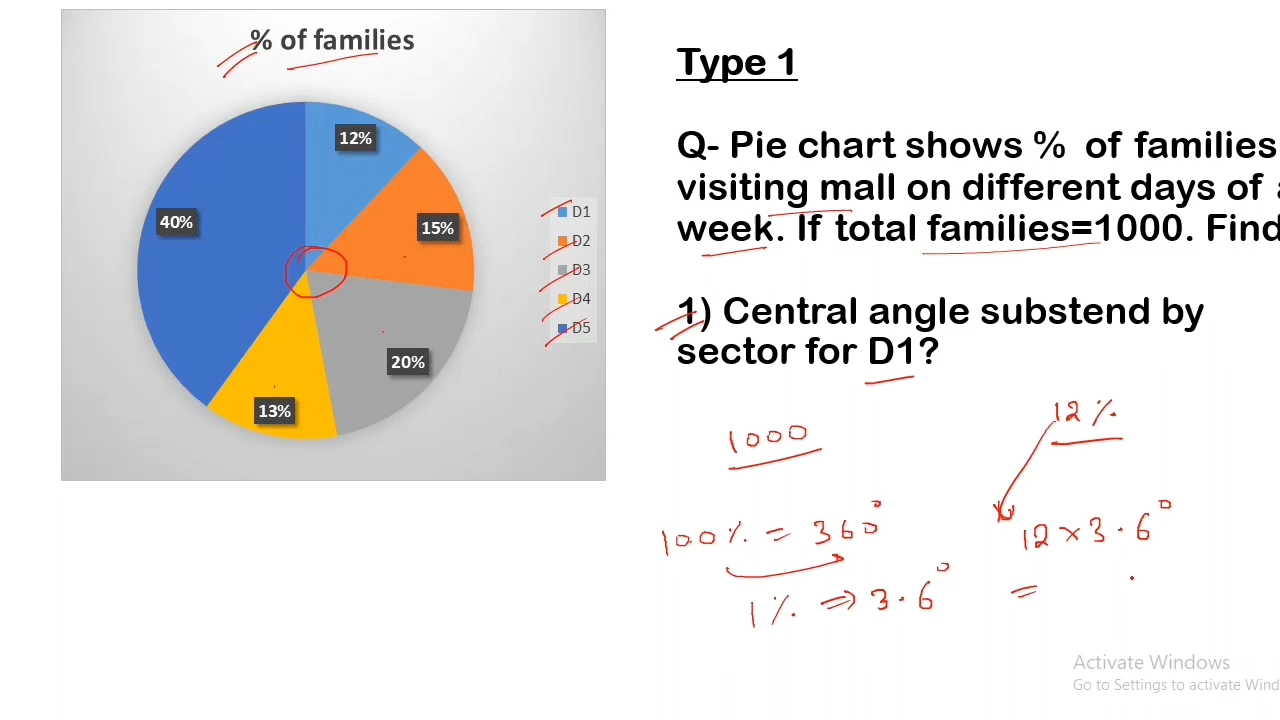 % of families
12%
15%
20%
13%
40%
D1
D2
D3
D4
D5
Type 1
Q- Pie chart shows % of families
visiting mall on different days of a
week. If total families=1000. Find
1) Central angle substend by
sector for D1?
1000
12%
100% = 360°
12 × 3.6°
1% ⇒ 3.6°
=
Activate Windows
Go to Settings to activate Wind